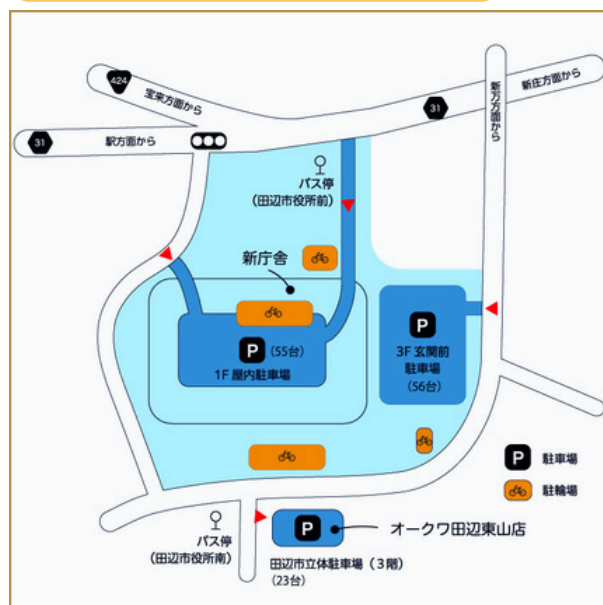 424
宝来方面から
31
駅方面から
31
新庄方面から
新万方面から
バス停
(田辺市役所前)
新庁舎
P (55台)
1F 屋内駐車場
P
3F 玄関前
駐車場
(56台)
P 駐車場
駐輪場
バス停
(田辺市役所南)
P
オークワ田辺東山店
田辺市立体駐車場(3階)
(23台)